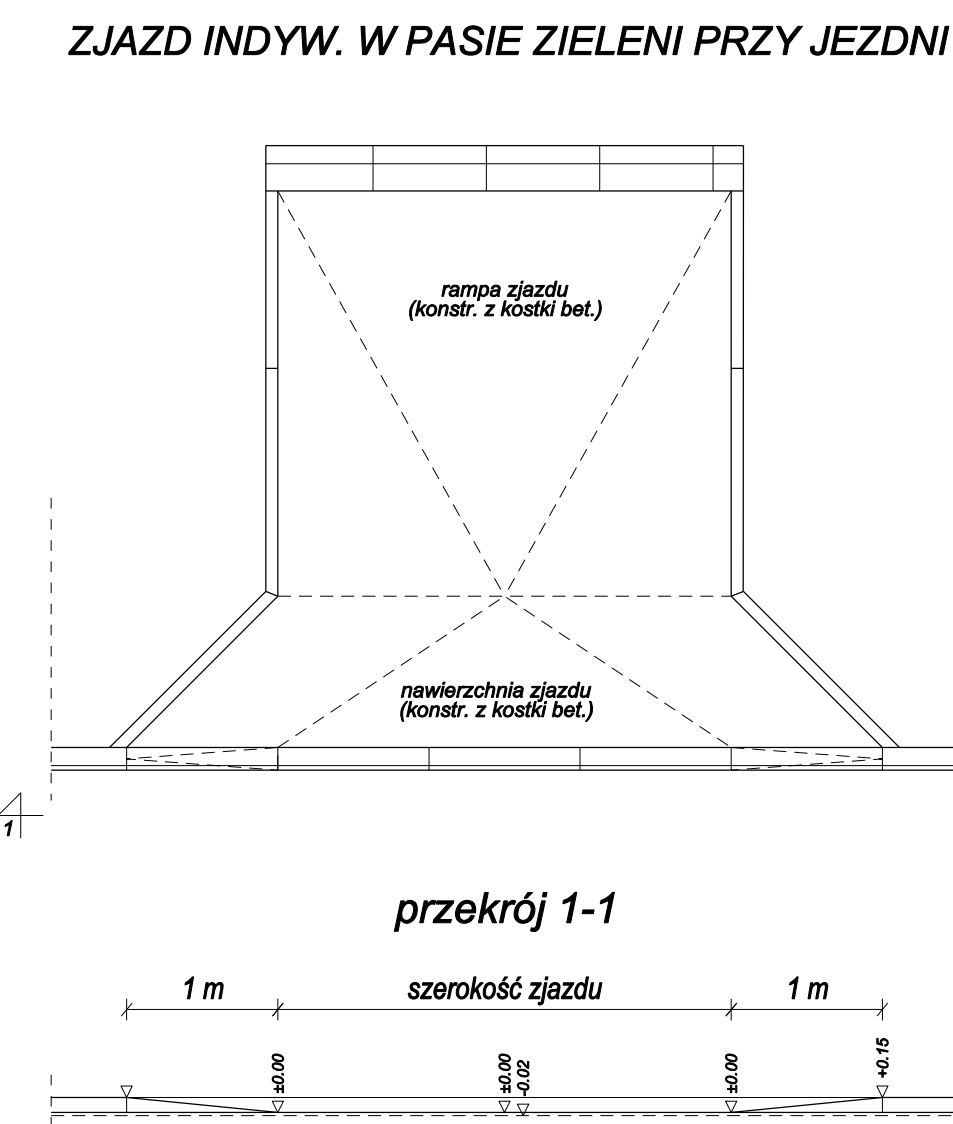 ZJAZD INDYW. W PASIE ZIELENI PRZY JEZDNI
rampa zjazdu
(konstr. z kostki bet.)
nawierzchnia zjazdu
(konstr. z kostki bet.)
1
przekrój 1-1
1 m
szerokość zjazdu
1 m
±0.00
±0.00
-0.02
±0.00
+0.15